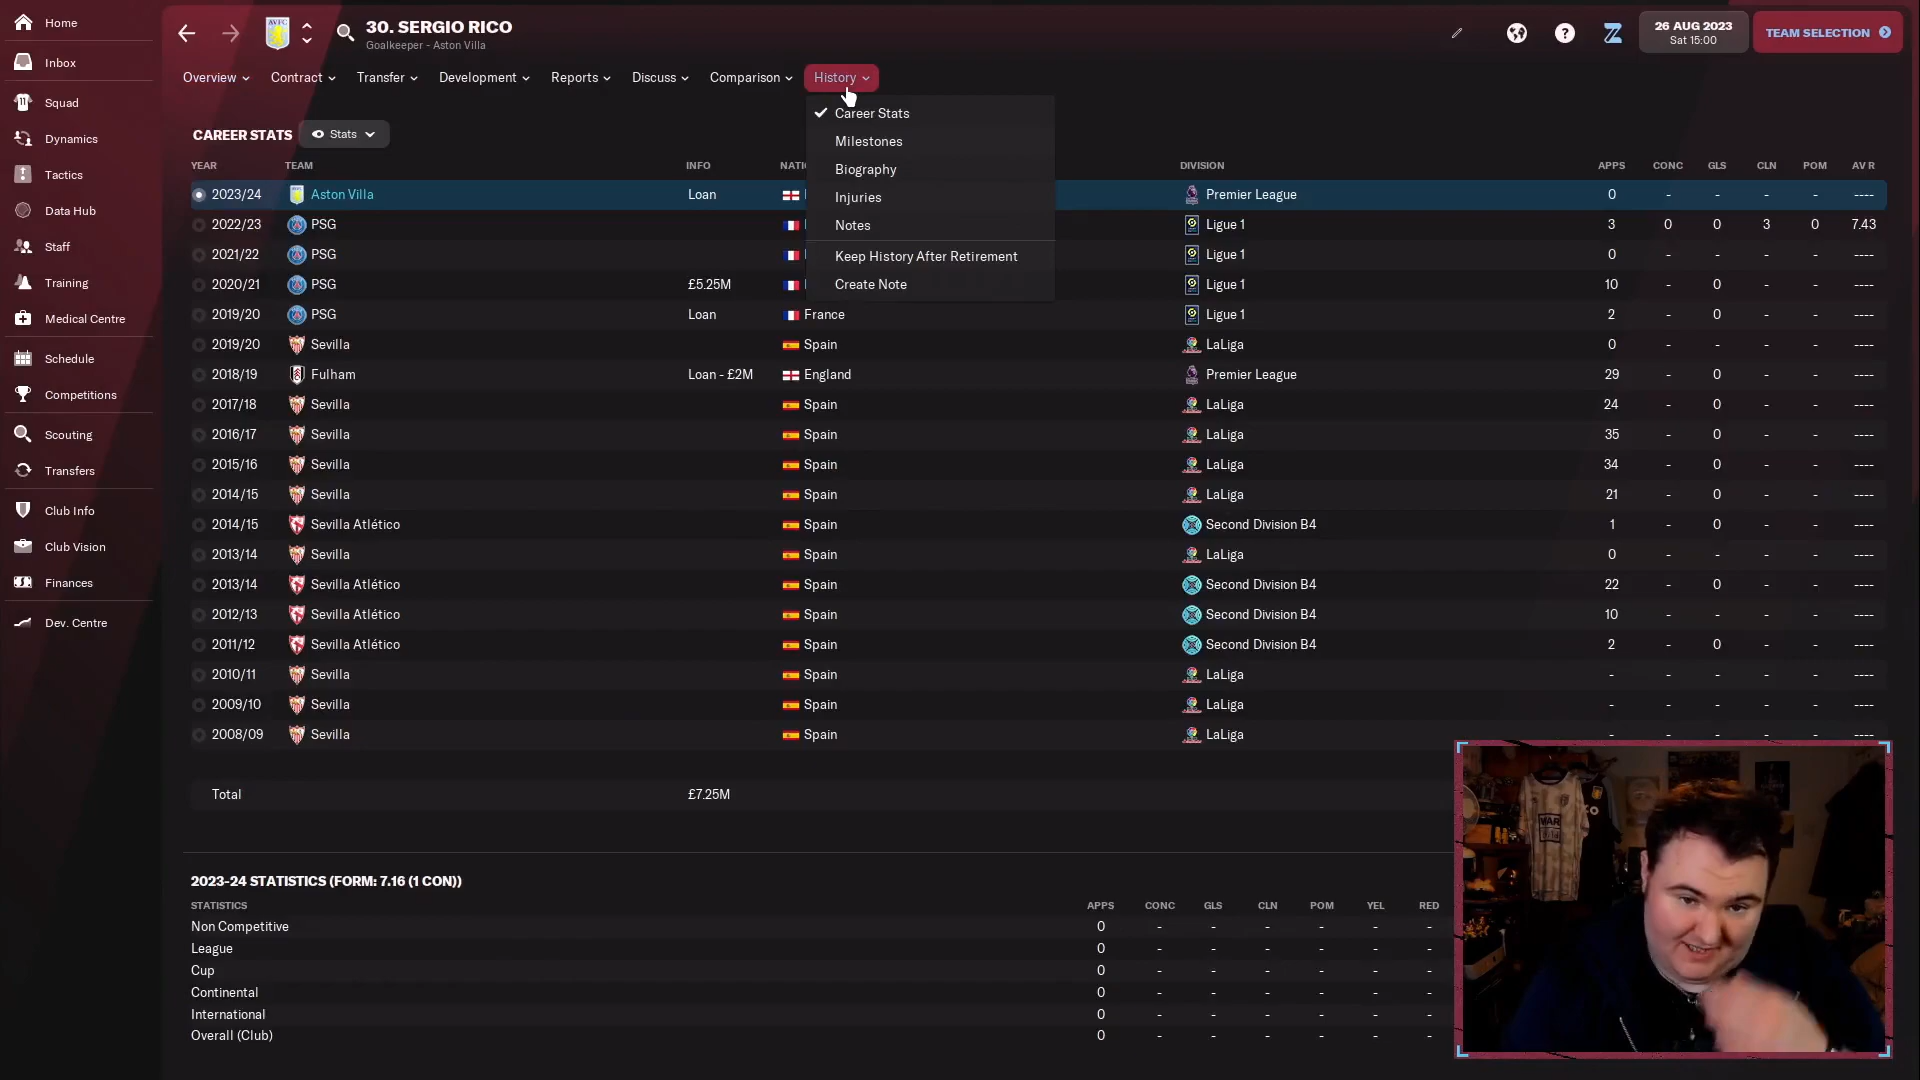 Home
Inbox
Squad
Dynamics
Tactics
Data Hub
Staff
Training
Medical Centre
Schedule
Competitions
Scouting
Transfers
Club Info
Club Vision
Finances
Dev. Centre
AVFC
30. SERGIO RICO
Goalkeeper - Aston Villa
26 AUG 2023
Sat 15:00
TEAM SELECTION
Overview Contract Transfer Development Reports Discuss Comparison History
Career Stats
Milestones
Biography
Injuries
Notes
Keep History After Retirement
Create Note
CAREER STATS Stats
YEAR TEAM INFO DIVISION APPS CONC GLS CLN POM AV R
2023/24 Aston Villa Loan Premier League 0 - - - - ----
2022/23 PSG Ligue 1 3 0 0 3 0 7.43
2021/22 PSG Ligue 1 0 - - - - ----
2020/21 PSG £5.25M Ligue 1 10 - 0 - - ----
2019/20 PSG Loan France Ligue 1 2 - 0 - - ----
2019/20 Sevilla Spain LaLiga 0 - - - - ----
2018/19 Fulham Loan - £2M England Premier League 29 - 0 - - ----
2017/18 Sevilla Spain LaLiga 24 - 0 - - ----
2016/17 Sevilla Spain LaLiga 35 - 0 - - ----
2015/16 Sevilla Spain LaLiga 34 - 0 - - ----
2014/15 Sevilla Spain LaLiga 21 - 0 - - ----
2014/15 Sevilla Atlético Spain Second Division B4 1 - 0 - - ----
2013/14 Sevilla Spain LaLiga 0 - - - - ----
2013/14 Sevilla Atlético Spain Second Division B4 22 - 0 - - ----
2012/13 Sevilla Atlético Spain Second Division B4 10 - - - - ----
2011/12 Sevilla Atlético Spain Second Division B4 2 - 0 - - ----
2010/11 Sevilla Spain LaLiga - - - - - ----
2009/10 Sevilla Spain LaLiga - - - - - ----
2008/09 Sevilla Spain LaLiga - - - - - ----
Total £7.25M
2023-24 STATISTICS (FORM: 7.16 (1 CON))
STATISTICS APPS CONC GLS CLN POM YEL RED
Non Competitive 0 - - - - - -
League 0 - - - - - -
Cup 0 - - - - - -
Continental 0 - - - - - -
International 0 - - - - - -
Overall (Club) 0 - - - - - -
WAR